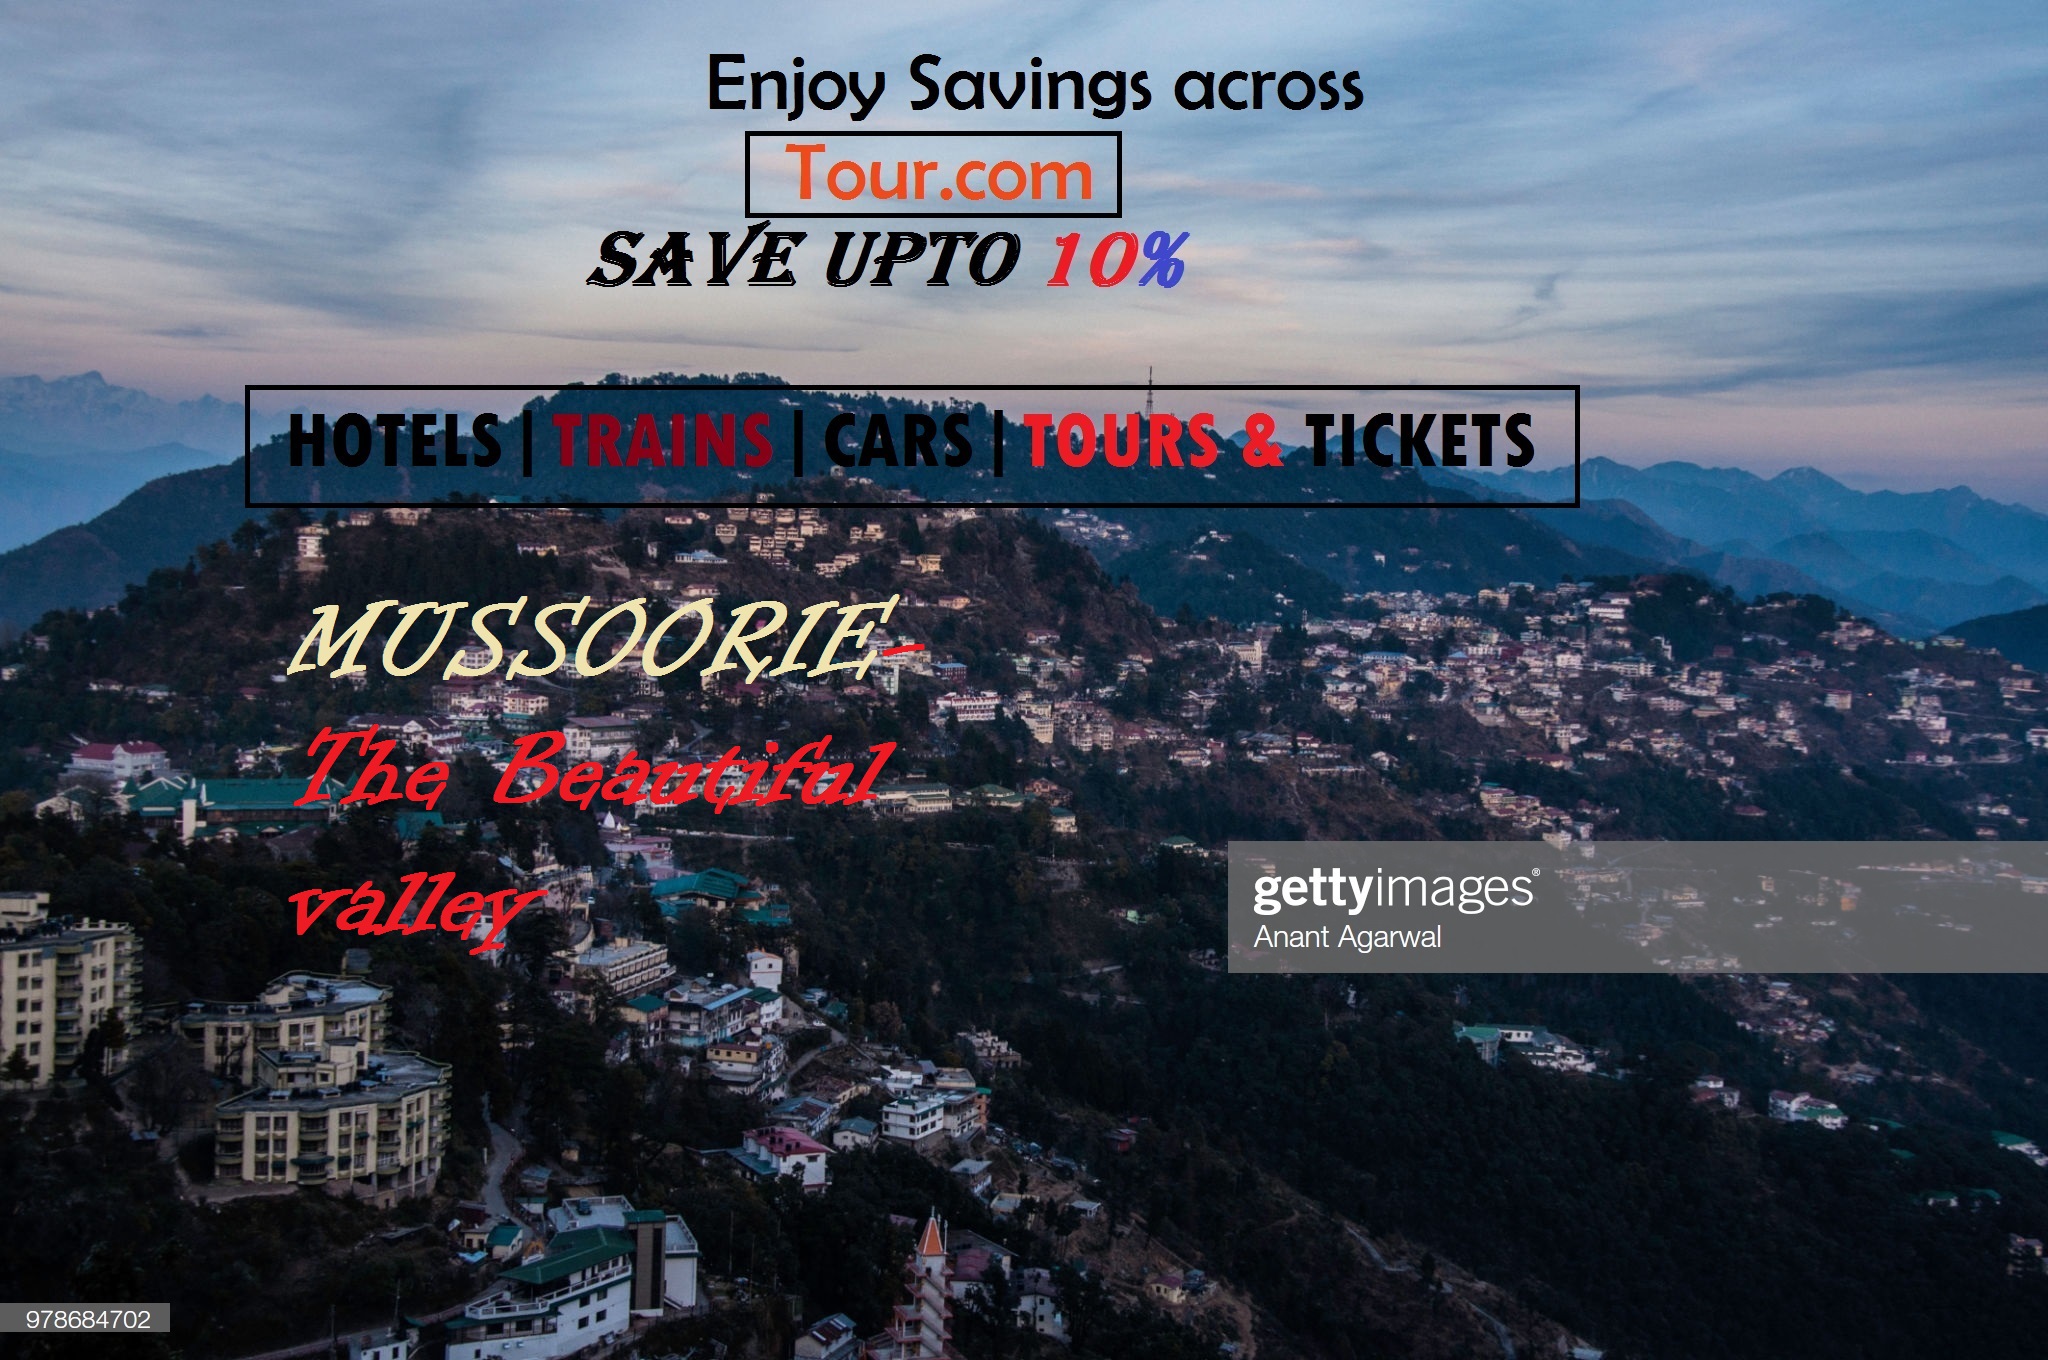 Enjoy Savings across
Tour.com
SAVE UPTO 10%
HOTELS | TRAINS | CARS | TOURS & TICKETS
MUSSOORIE-
The Beautiful
valley
gettyimages®
Anant Agarwal
978684702